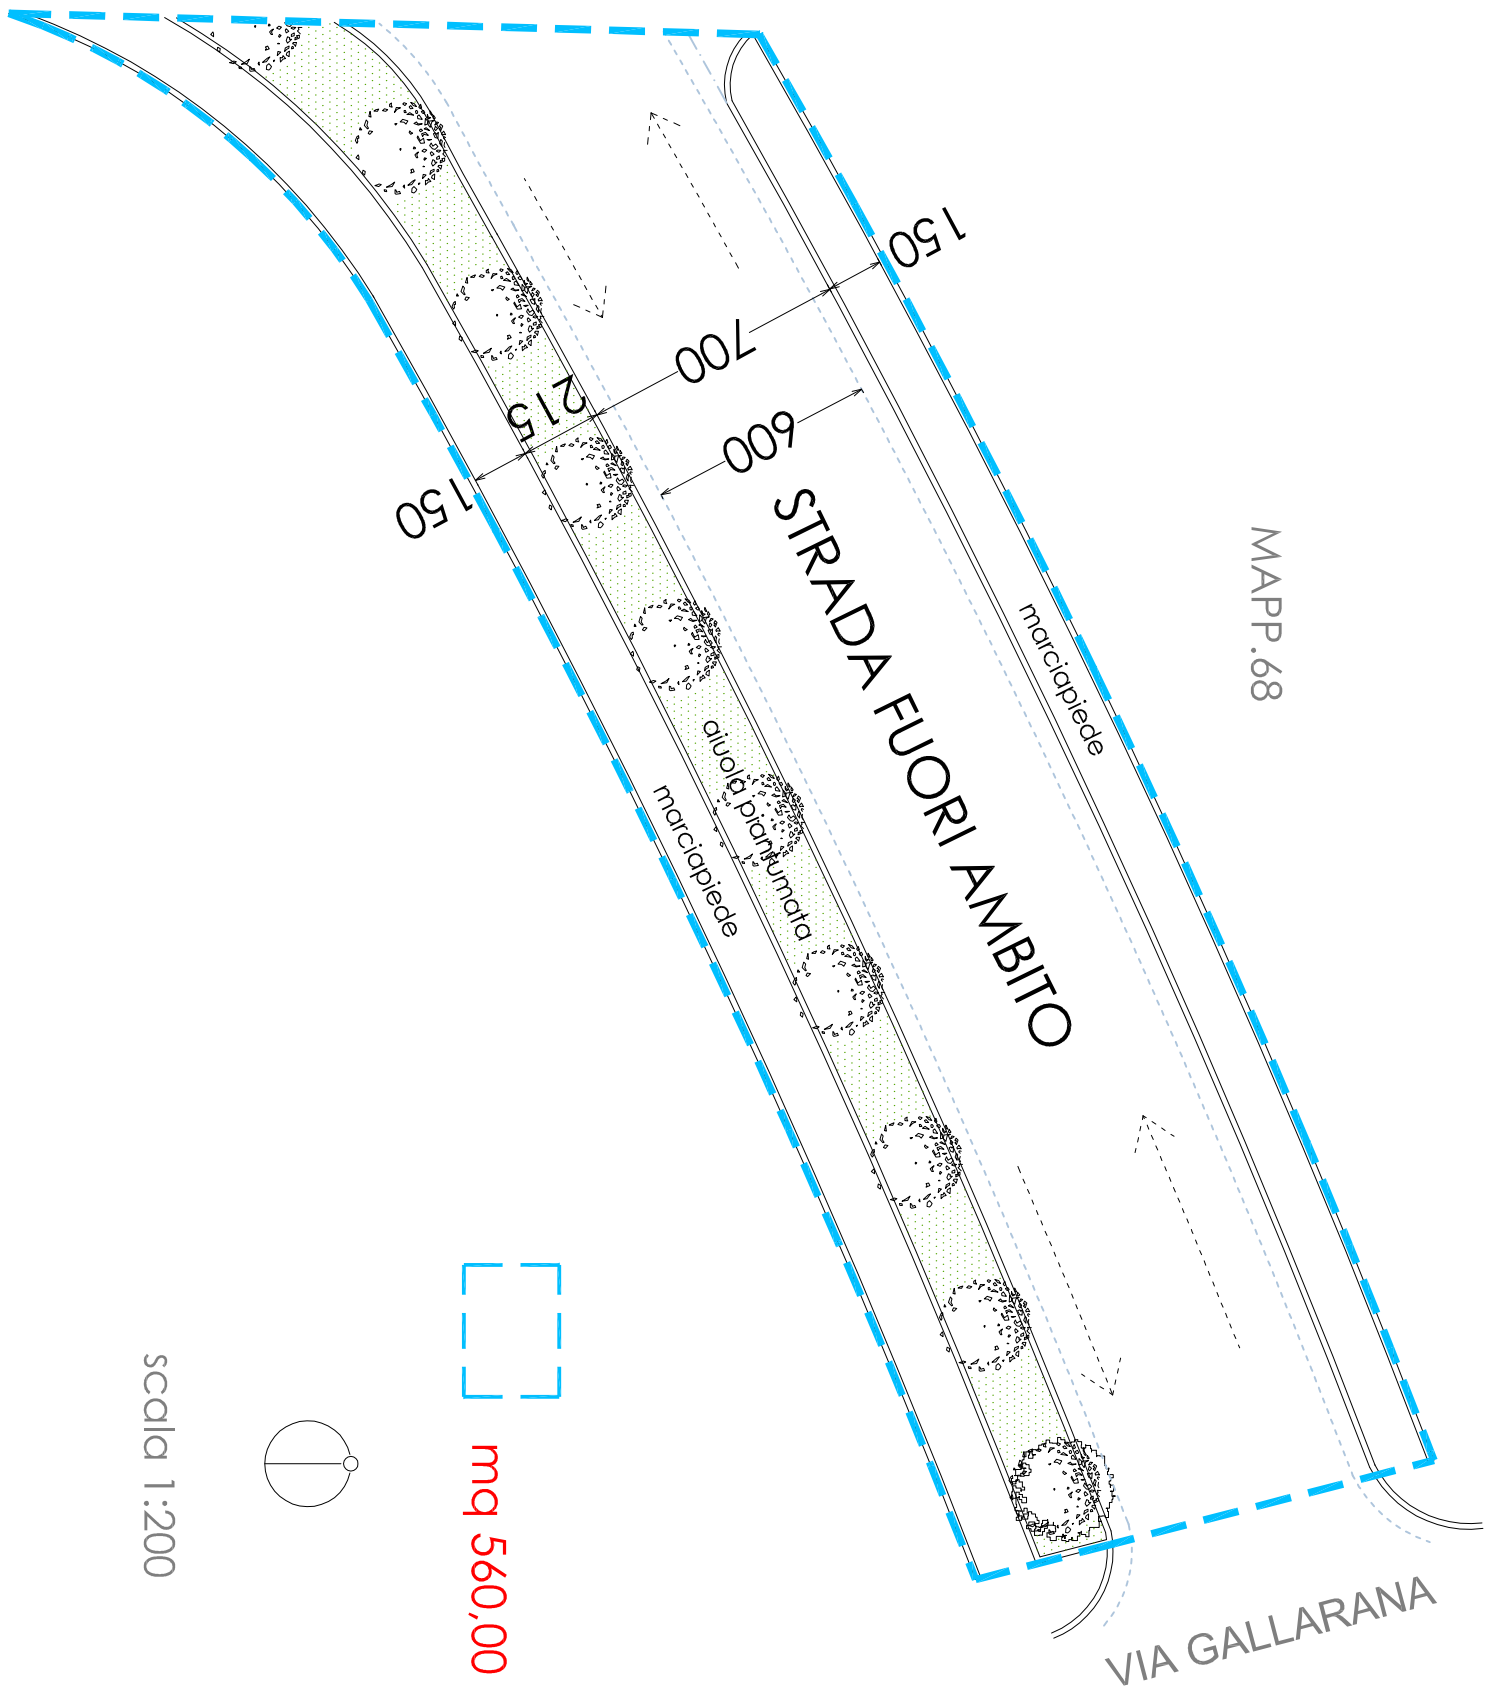 150
700
215
600
150
STRADA FUORI AMBITO
MAPP.68
marciapiede
aiuola piantumata
marciapiede
mq 560,00
scala 1:200
VIA GALLARANA